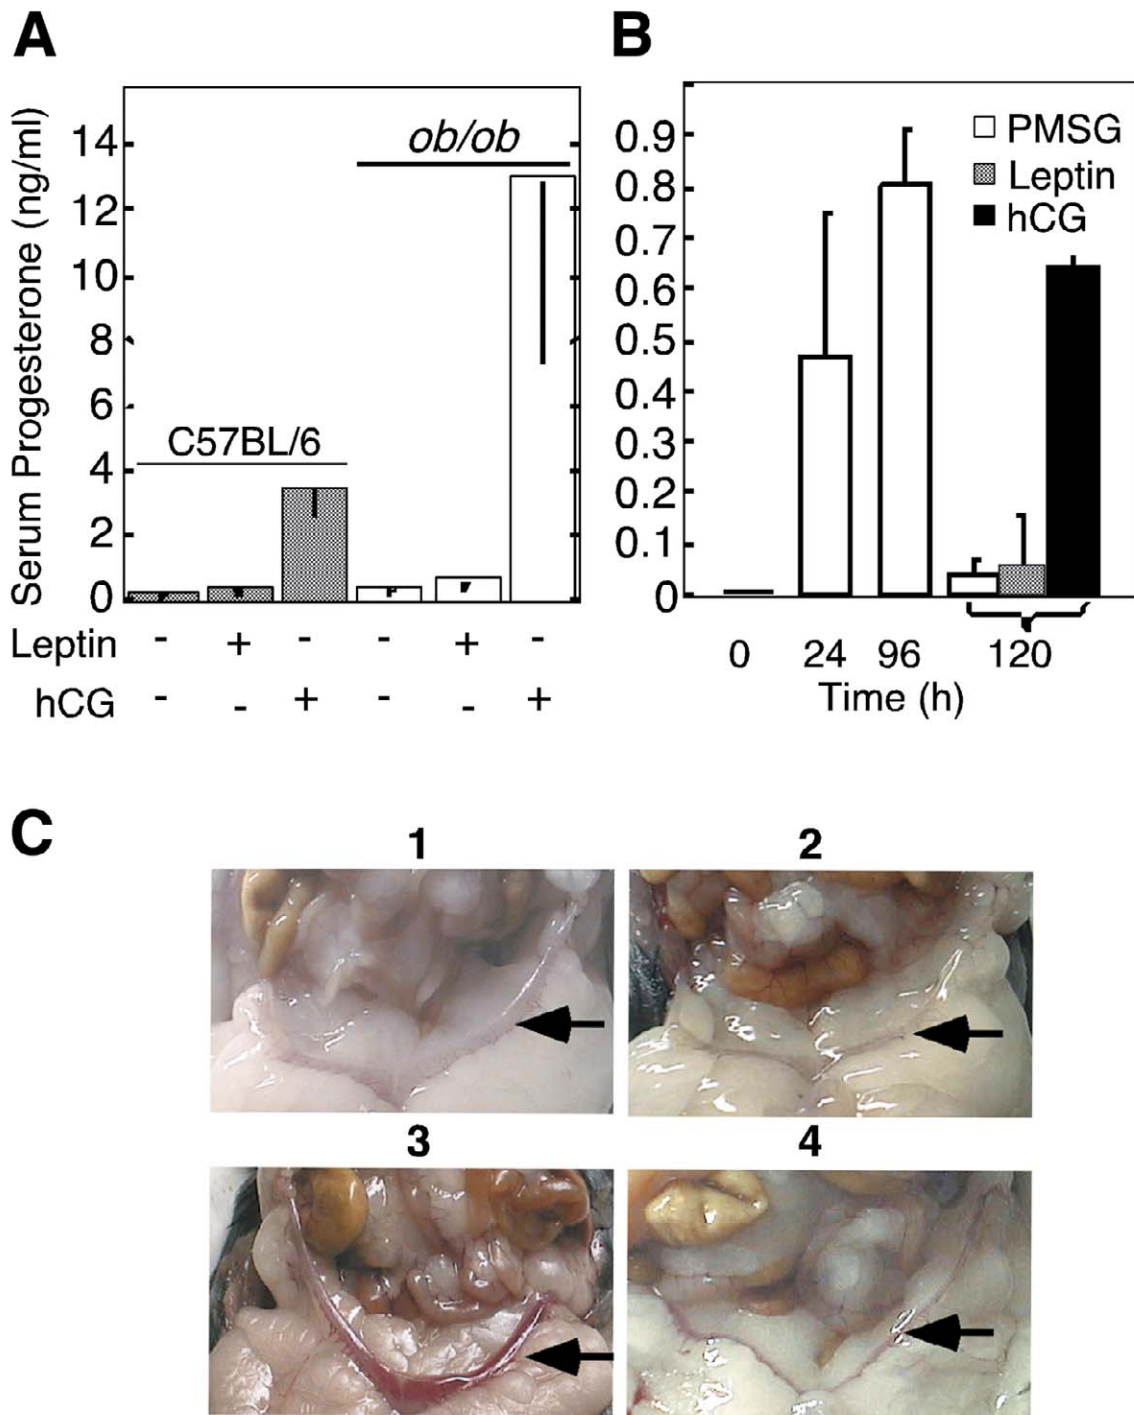 A
Serum Progesterone (ng/ml)
14
12
10
8
6
4
2
0
C57BL/6
ob/ob
Leptin - + - - + -
hCG - - + - - +
B
0.9
0.8
0.7
0.6
0.5
0.4
0.3
0.2
0.1
0
PMSG
Leptin
hCG
0 24 96 120
Time (h)
C
1 2
3 4